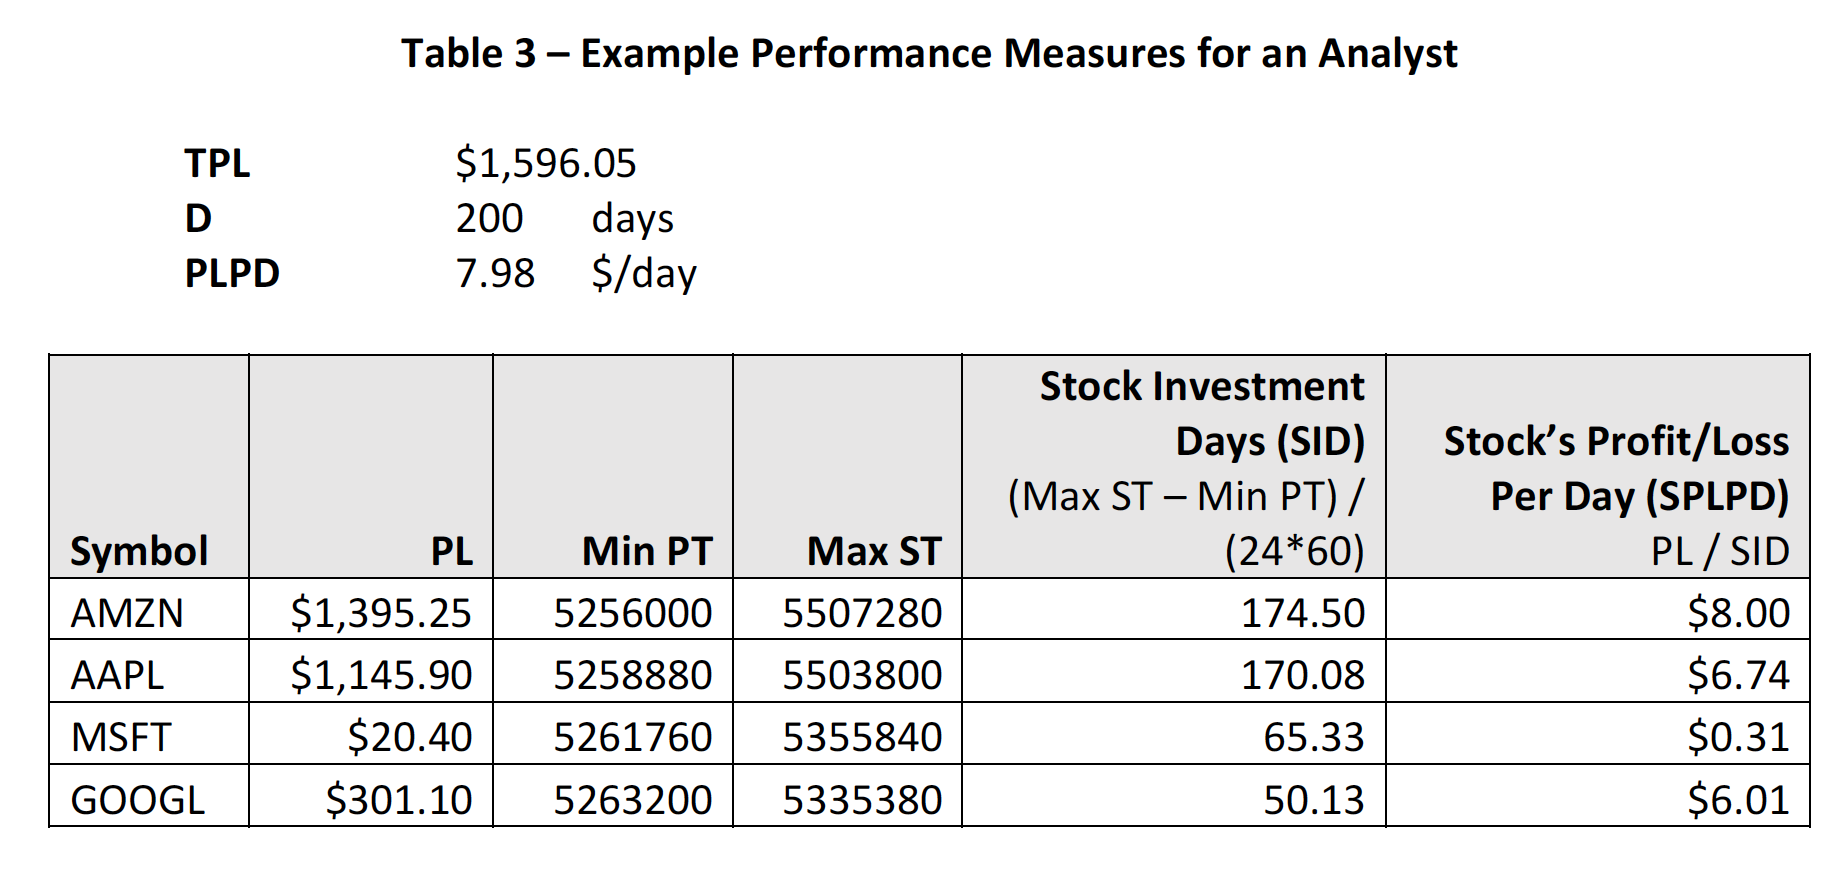 Table 3 – Example Performance Measures for an Analyst
TPL $1,596.05
D 200 days
PLPD 7.98 $/day
Symbol PL Min PT Max ST Stock Investment Days (SID) (Max ST – Min PT) / (24*60) Stock’s Profit/Loss Per Day (SPLPD) PL / SID
AMZN $1,395.25 5256000 5507280 174.50 $8.00
AAPL $1,145.90 5258880 5503800 170.08 $6.74
MSFT $20.40 5261760 5355840 65.33 $0.31
GOOGL $301.10 5263200 5335380 50.13 $6.01